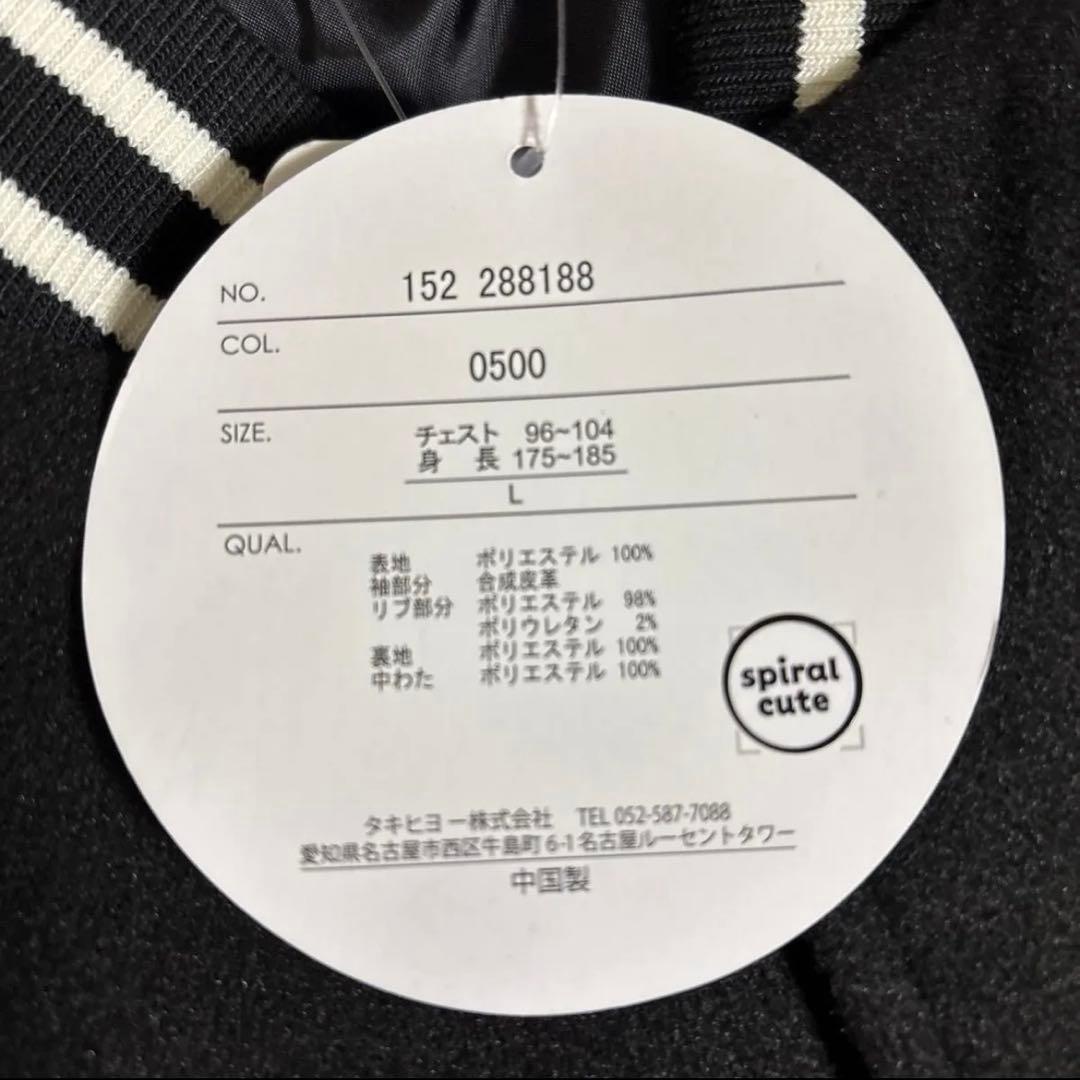 NO. 152 288188
COL. 0500
SIZE. チェスト 96~104
身 長 175~185
L
QUAL. 表地 ポリエステル 100%
袖部分 合成皮革
リブ部分 ポリエステル 98%
ポリウレタン 2%
裏地 ポリエステル 100%
中わた ポリエステル 100%
spiral
cute
タキヒヨー株式会社 TEL 052-587-7088
愛知県名古屋市西区牛島町6-1名古屋ルーセントタワー
中国製